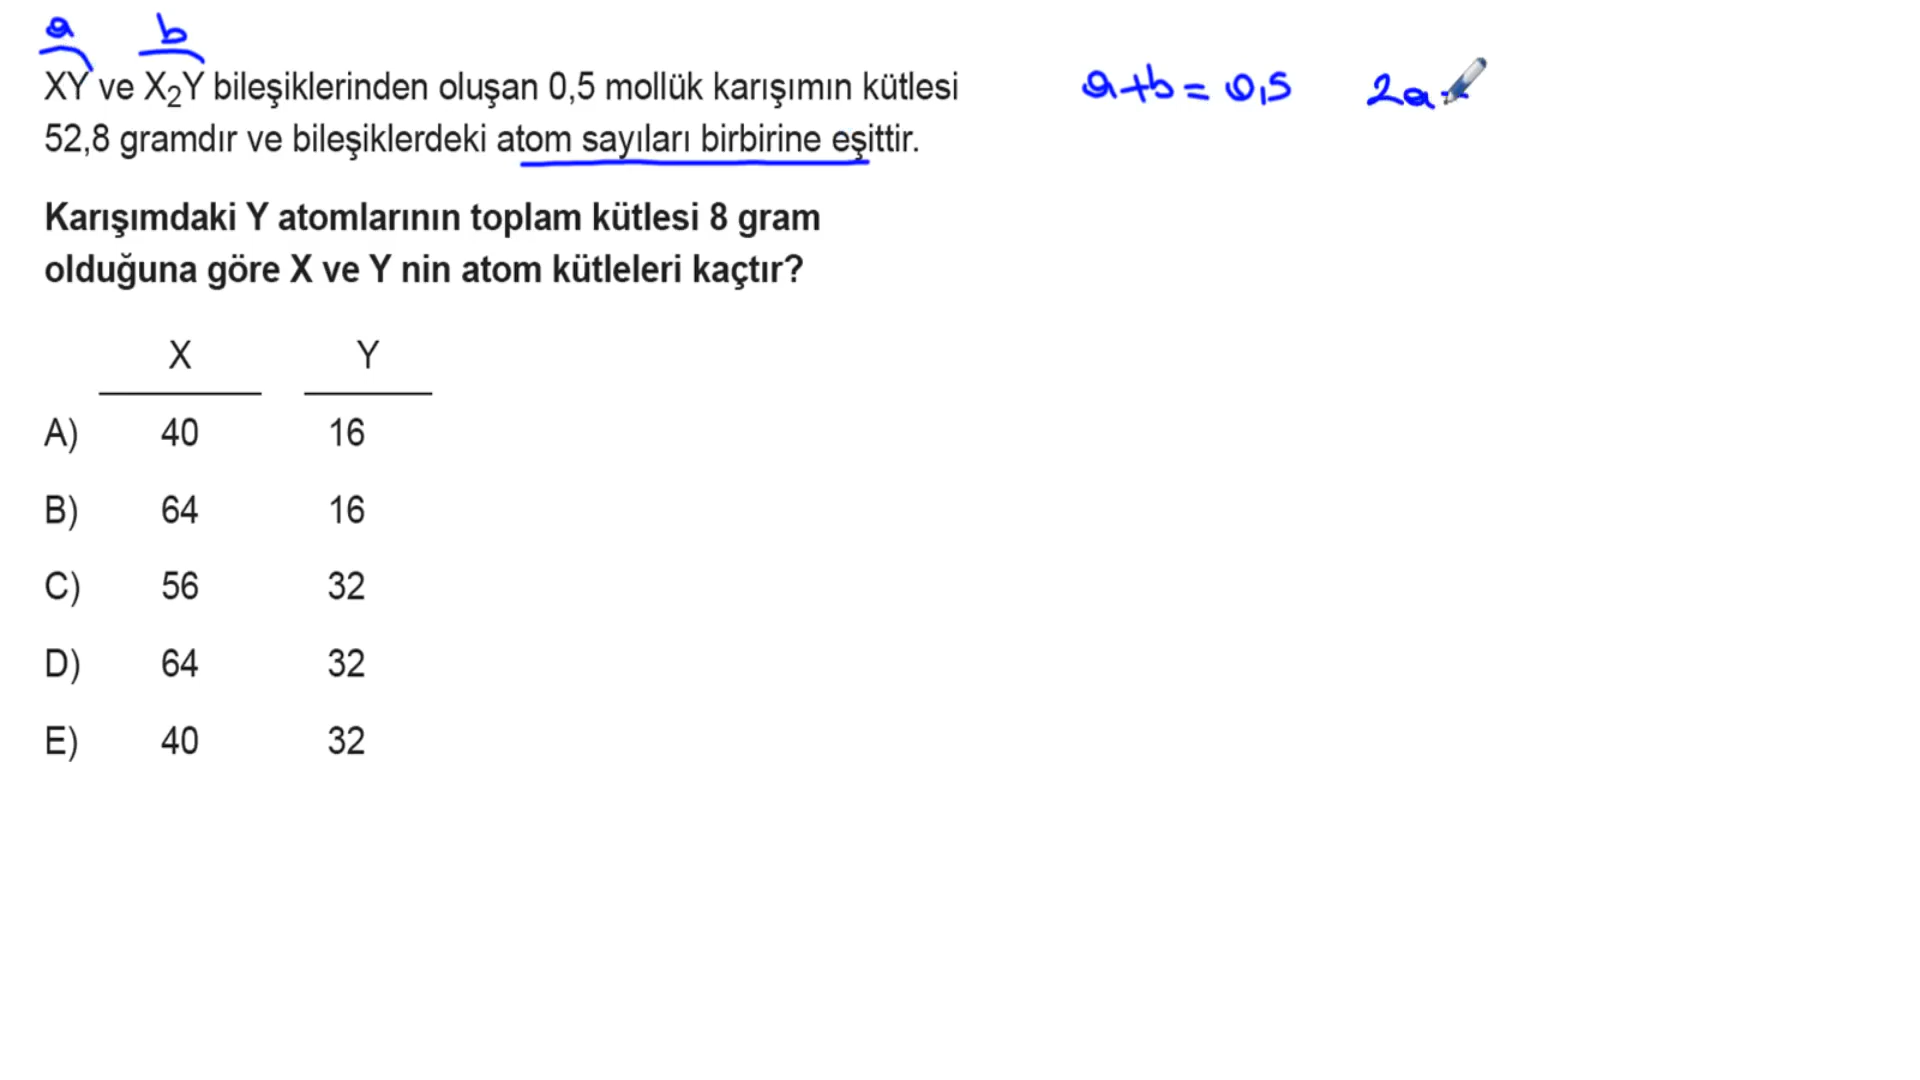 a b
XY ve X₂Y bileşiklerinden oluşan 0,5 mollük karışımın kütlesi
52,8 gramdır ve bileşiklerdeki atom sayıları birbirine eşittir.
a+b = 0,5 2a=
Karışımdaki Y atomlarının toplam kütlesi 8 gram
olduğuna göre X ve Y nin atom kütleleri kaçtır?
X Y
A) 40 16
B) 64 16
C) 56 32
D) 64 32
E) 40 32